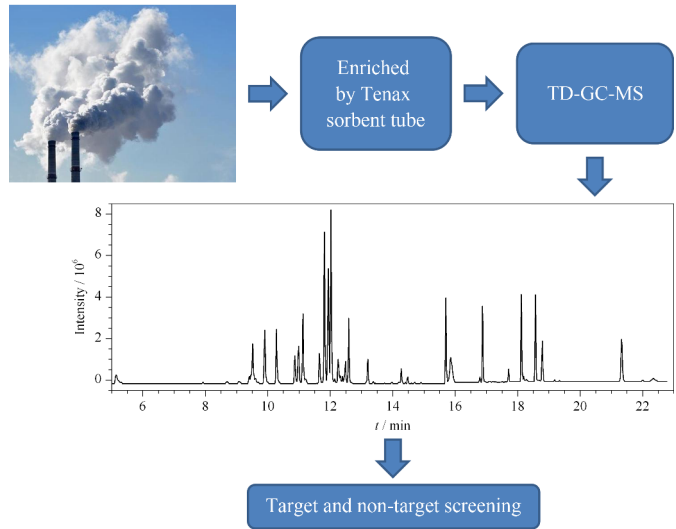 Enriched
by Tenax
sorbent tube
TD-GC-MS
Intensity / 10⁶
8
6
4
2
0
6
8
10
12
14
16
18
20
22
t / min
Target and non-target screening